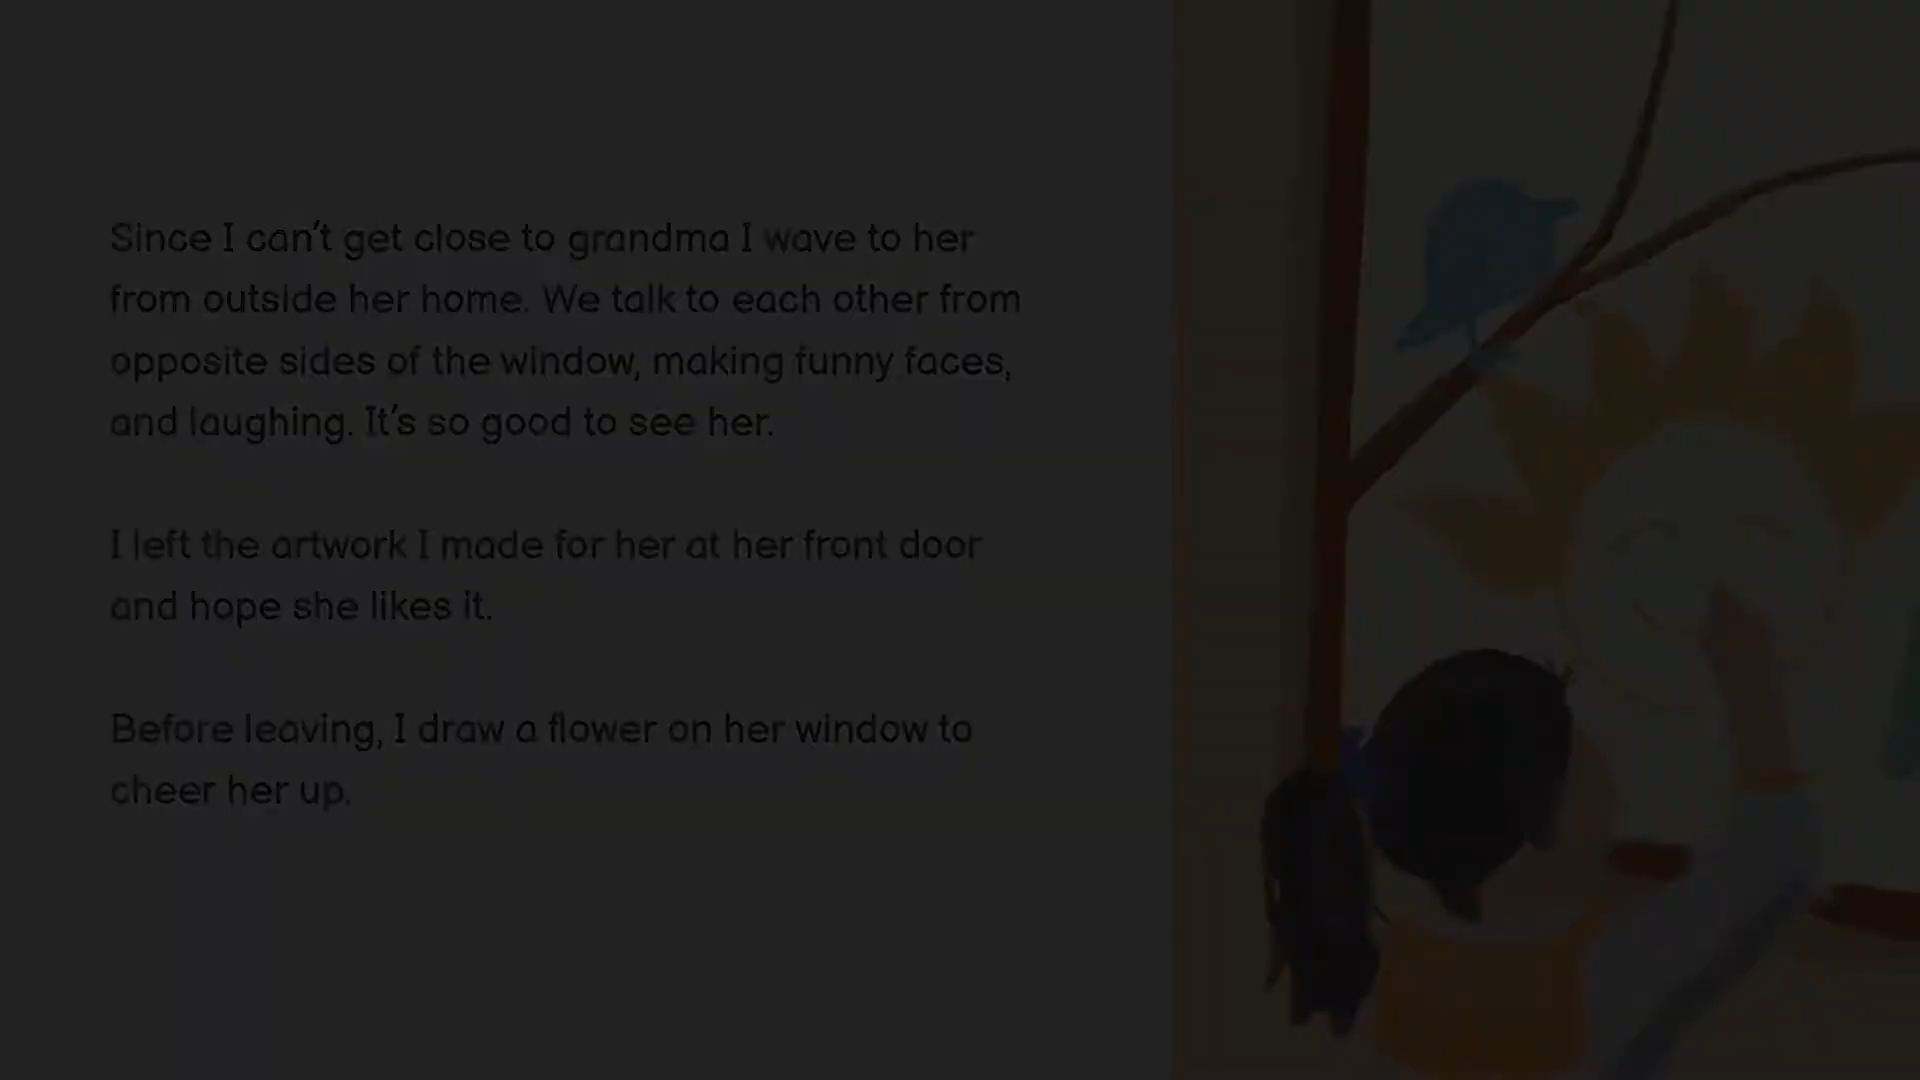 Since I can't get close to grandma I wave to her
from outside her home. We talk to each other from
opposite sides of the window, making funny faces,
and laughing. It's so good to see her.
I left the artwork I made for her at her front door
and hope she likes it.
Before leaving, I draw a flower on her window to
cheer her up.